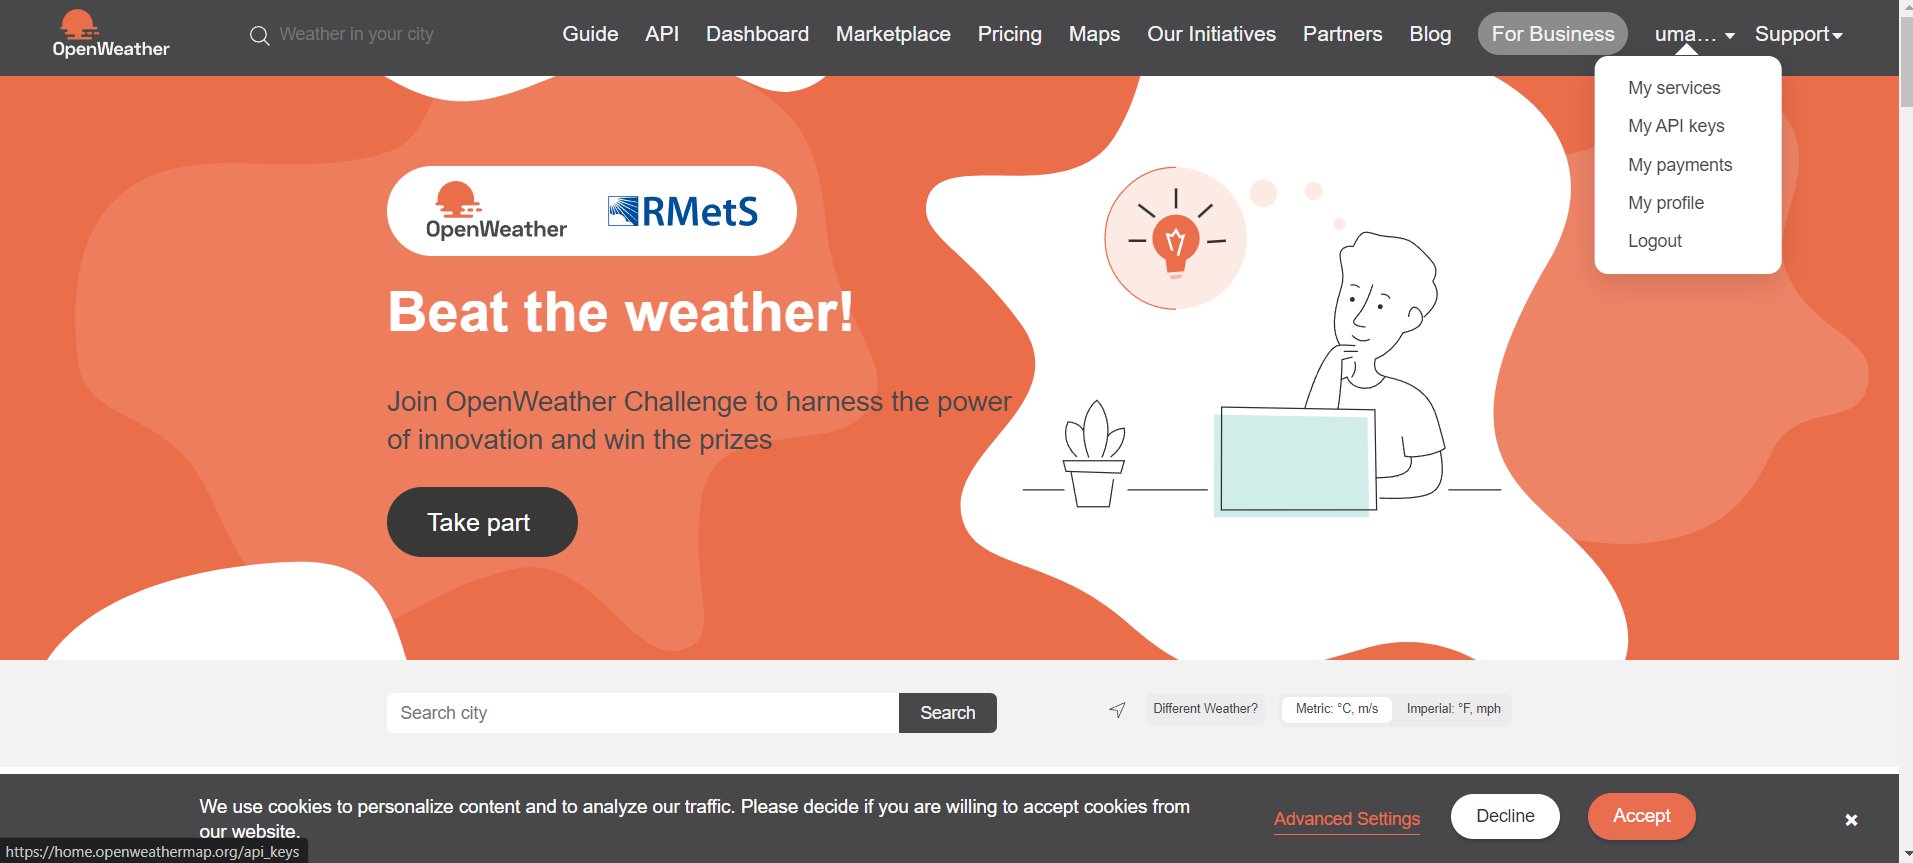 OpenWeather
Weather in your city
Guide API Dashboard Marketplace Pricing Maps Our Initiatives Partners Blog For Business uma... Support
My services
My API keys
My payments
My profile
Logout
OpenWeather RMetS
Beat the weather!
Join OpenWeather Challenge to harness the power
of innovation and win the prizes
Take part
Search city Search Different Weather? Metric: °C, m/s Imperial: °F, mph
We use cookies to personalize content and to analyze our traffic. Please decide if you are willing to accept cookies from
our website.
Advanced Settings Decline Accept
https://home.openweathermap.org/api_keys